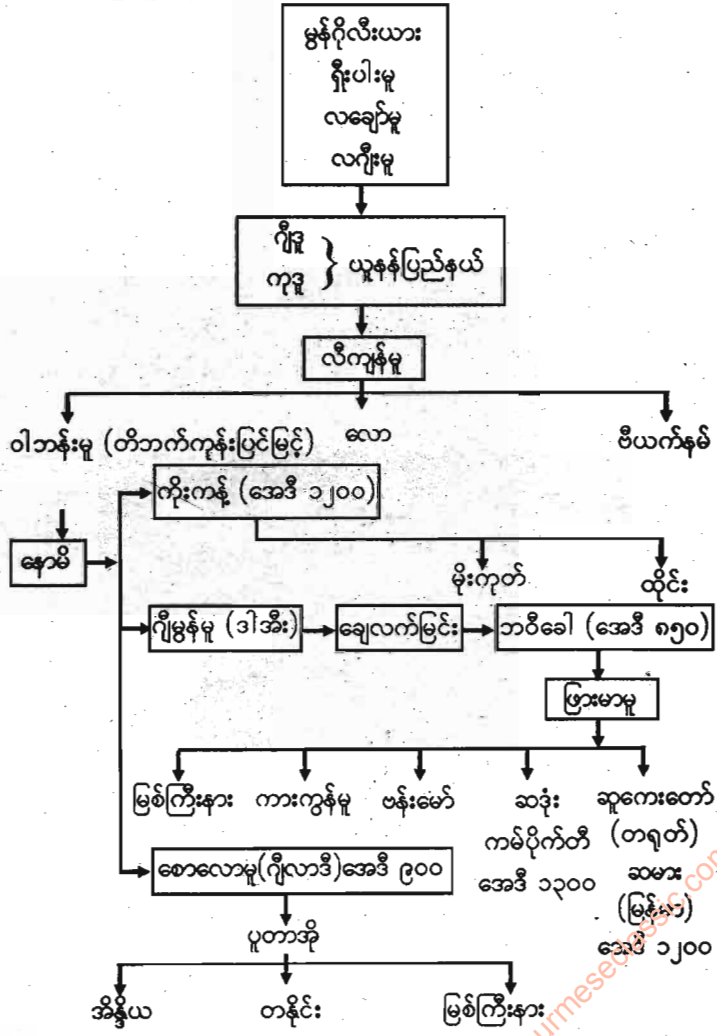 မွန်ဂိုလီးယား
ရှီးပါးမူ
လချော်မူ
လဂျီးမူ
ဂျီဒူ
ကုဒူ
} ယူနန်ပြည်နယ်
လီကျန်မူ
ဝါဘန်းမူ (တိဘက်ကုန်းပြင်မြင့်) လော ဗီယက်နမ်
ကိုးကန့် (အေဒီ ၁၂၀၀)
နောမိ
မိုးကုတ် ထိုင်း
ဂျီမွန်မူ (ဒါအီး) ချေလက်မြင်း ဘဝီခေါ် (အေဒီ ၈၅၀)
ဖြားမာမူ
မြစ်ကြီးနား ကားကွန်မူ ဗန်းမော် ဆဒုံး ဆူကေးတော်
ကမ်ပိုက်တီ (တရုတ်)
အေဒီ ၁၃၀၀ ဆမား
(မြန်မာ)
အေဒီ ၁၂၀၀
စောလောမူ(ဂျီလာဒီ)အေဒီ ၉၀၀
ပူတာအို
အိန္ဒိယ တနိုင်း မြစ်ကြီးနား
urmeseclassic.com